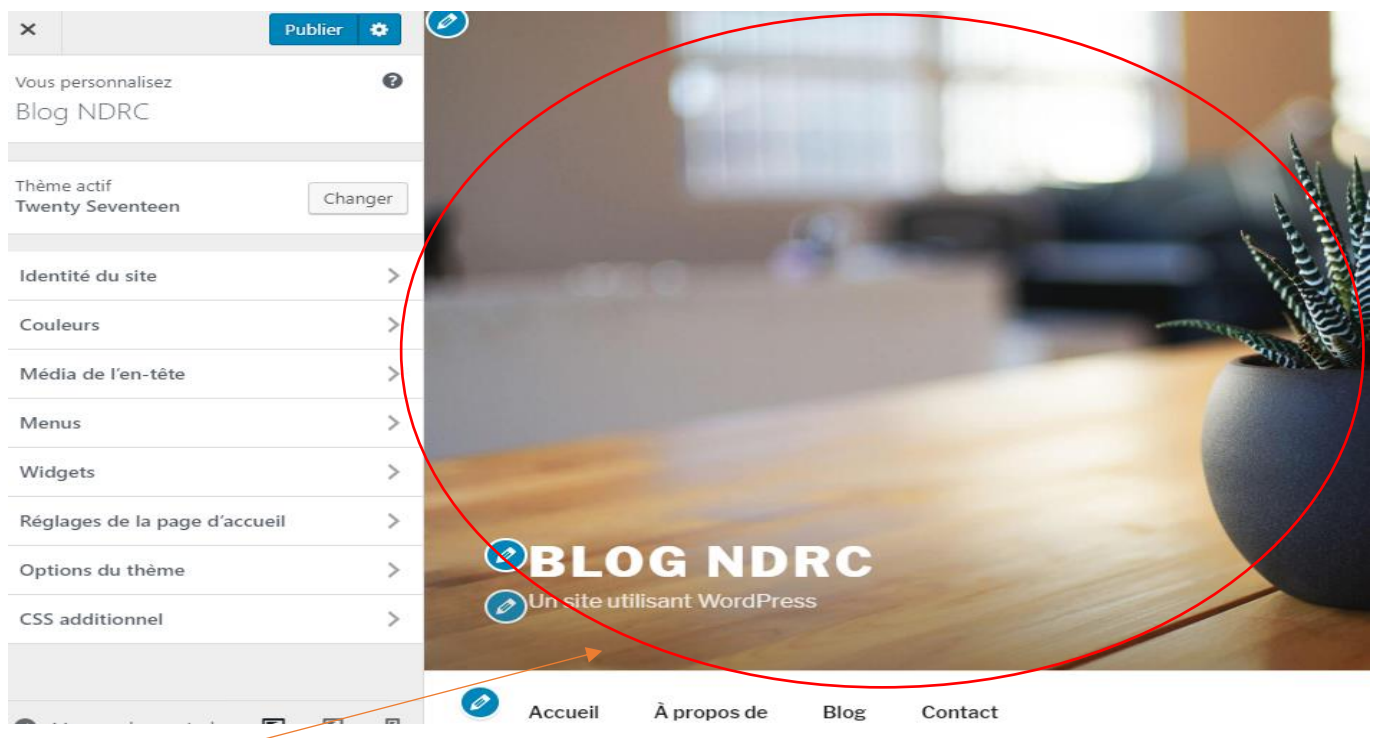 Publier
Vous personnalisez
Blog NDRC
Thème actif
Twenty Seventeen
Changer
Identité du site
Couleurs
Média de l’en-tête
Menus
Widgets
Réglages de la page d’accueil
Options du thème
CSS additionnel
BLOG NDRC
Un site utilisant WordPress
Accueil À propos de Blog Contact